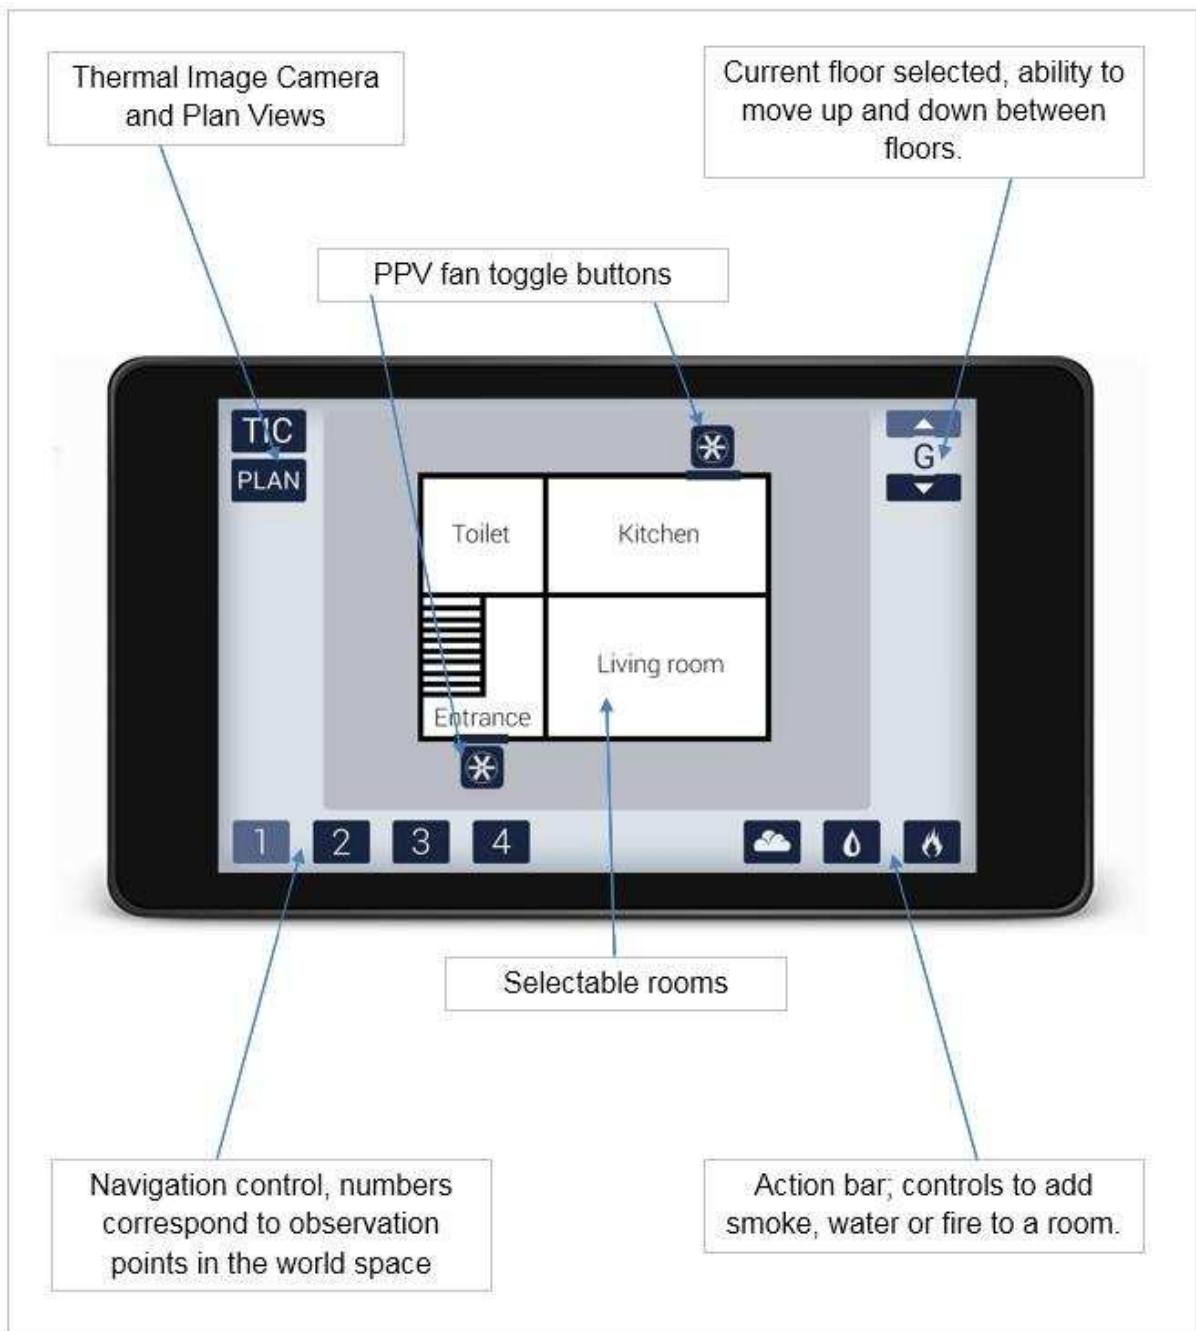 Thermal Image Camera
and Plan Views
Current floor selected, ability to
move up and down between
floors.
PPV fan toggle buttons
TIC
PLAN
G
Toilet
Kitchen
Living room
Entrance
1
2
3
4
Selectable rooms
Navigation control, numbers
correspond to observation
points in the world space
Action bar; controls to add
smoke, water or fire to a room.